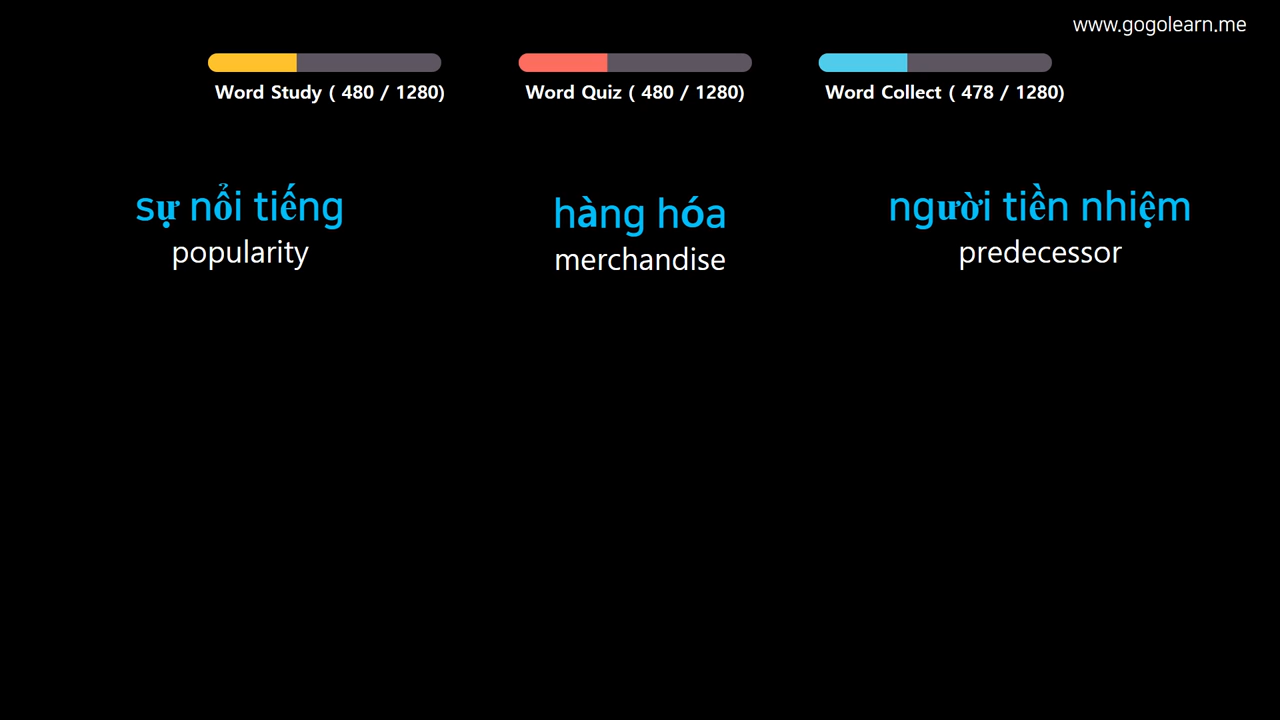 www.gogolearn.me
Word Study ( 480 / 1280)
Word Quiz ( 480 / 1280)
Word Collect ( 478 / 1280)
sự nổi tiếng
popularity
hàng hóa
merchandise
người tiền nhiệm
predecessor